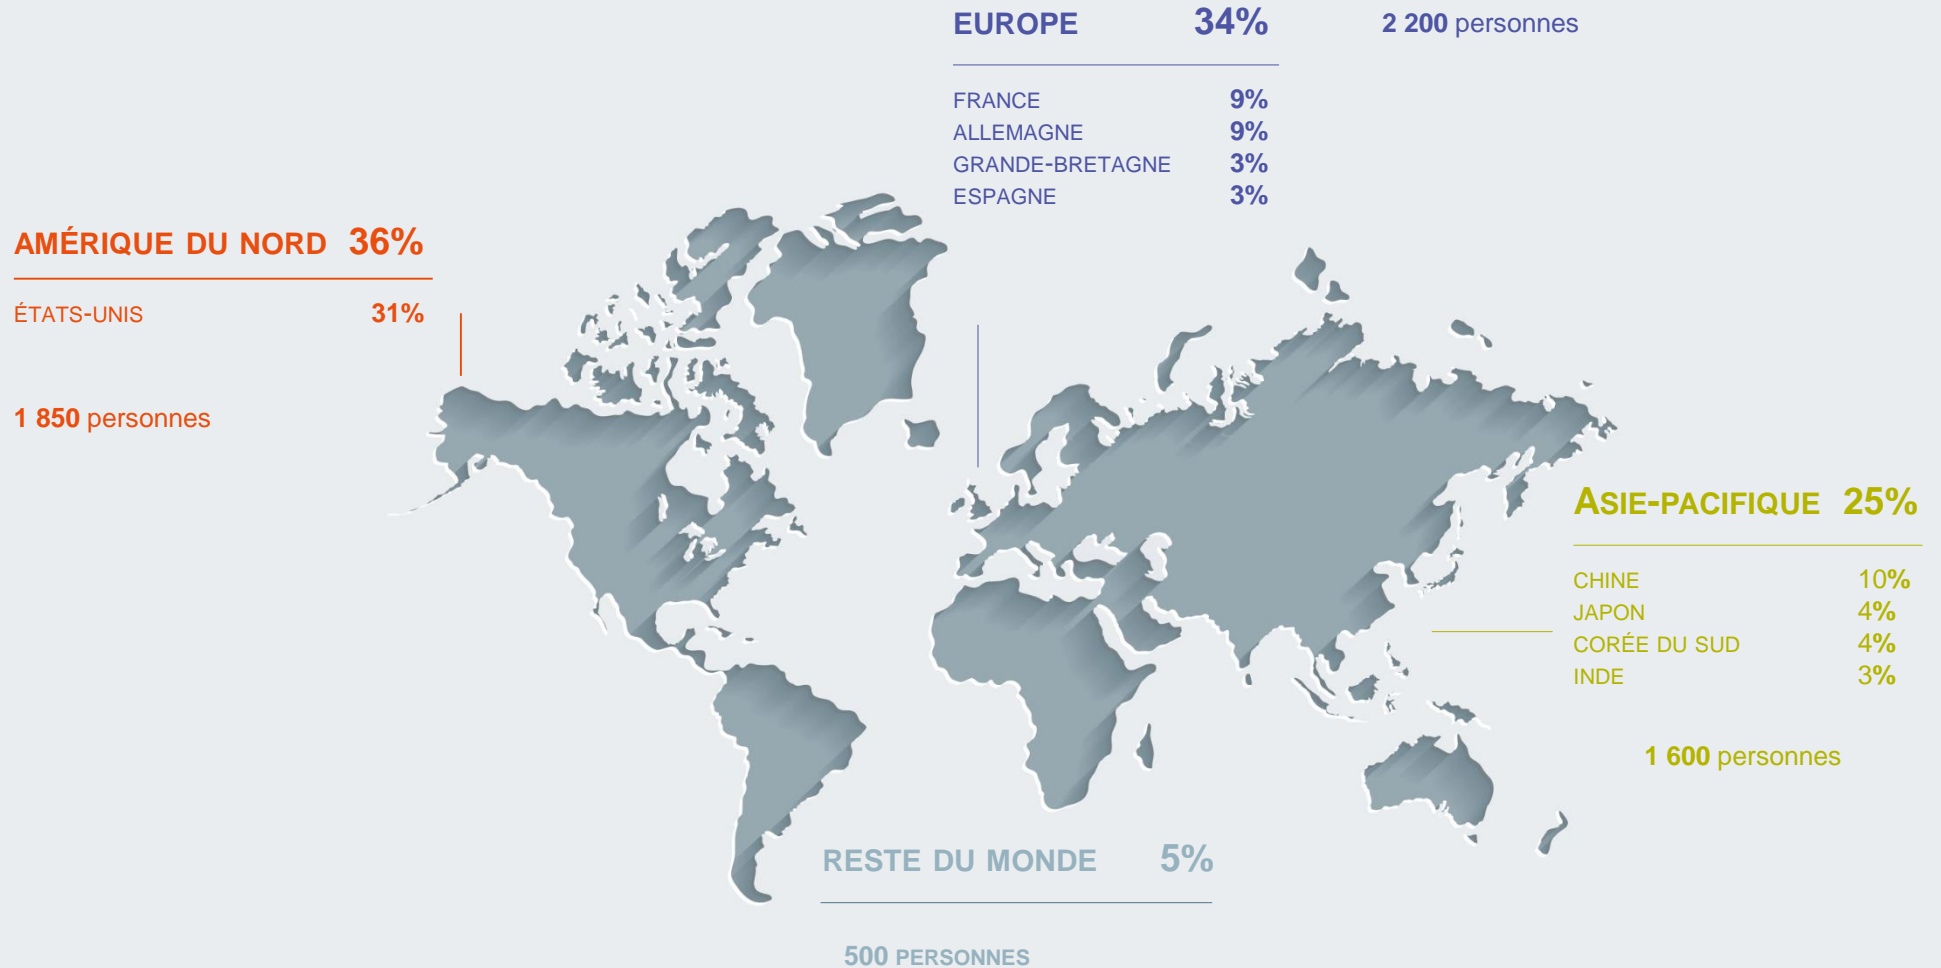 EUROPE 34% 2 200 personnes
FRANCE 9%
ALLEMAGNE 9%
GRANDE-BRETAGNE 3%
ESPAGNE 3%
AMÉRIQUE DU NORD 36%
ÉTATS-UNIS 31%
1 850 personnes
ASIE-PACIFIQUE 25%
CHINE 10%
JAPON 4%
CORÉE DU SUD 4%
INDE 3%
1 600 personnes
RESTE DU MONDE 5%
500 PERSONNES